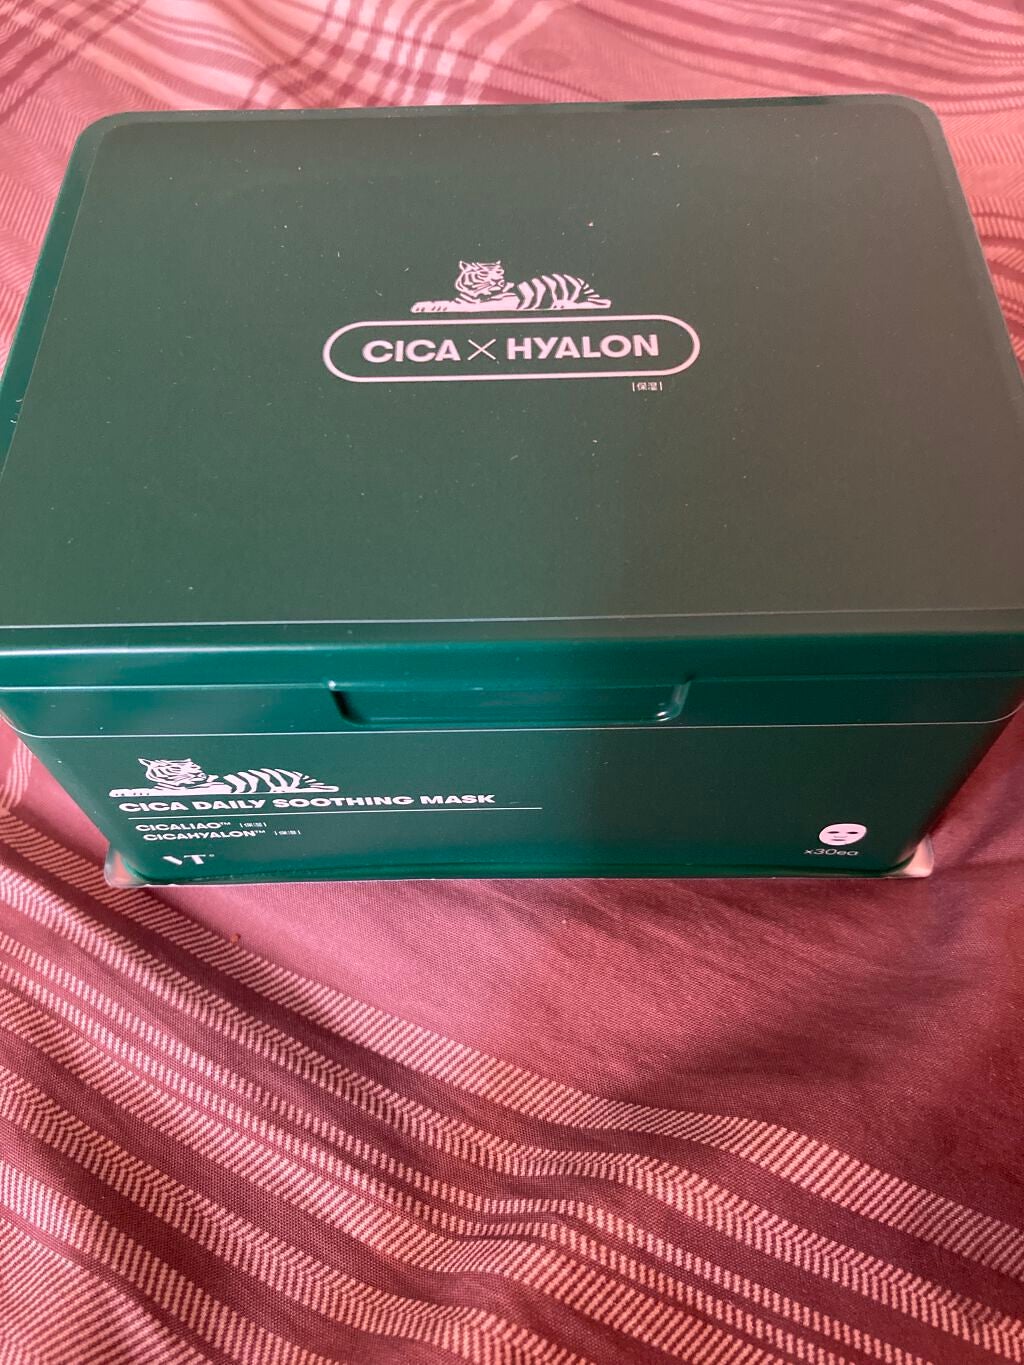 CICA × HYALON
[保湿]
CICA DAILY SOOTHING MASK
CICALIAO™ [保湿]
CICAHYALON™ [保湿]
VT®
x30ea